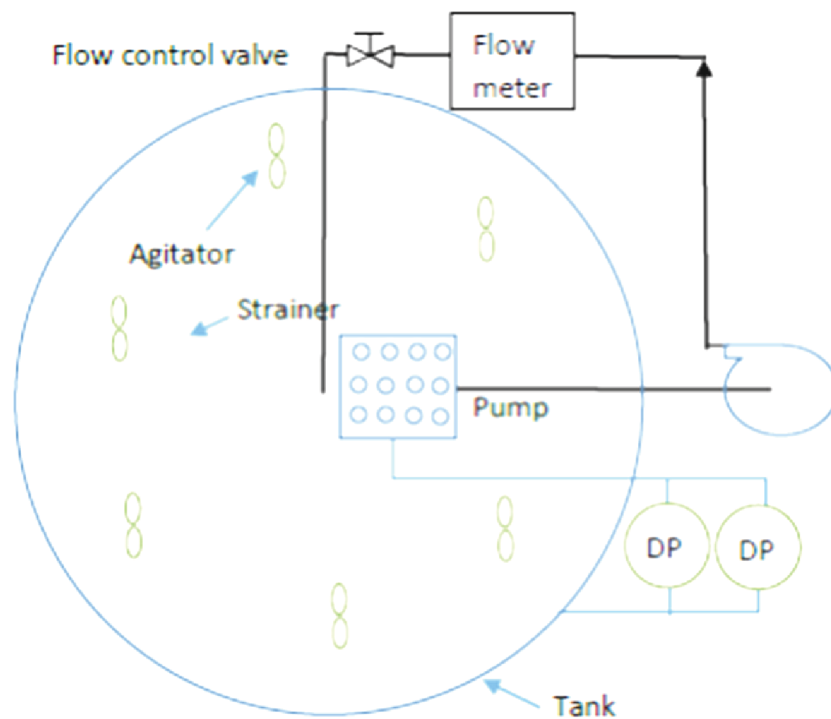 Flow control valve
Flow
meter
Agitator
Strainer
Pump
DP
DP
Tank